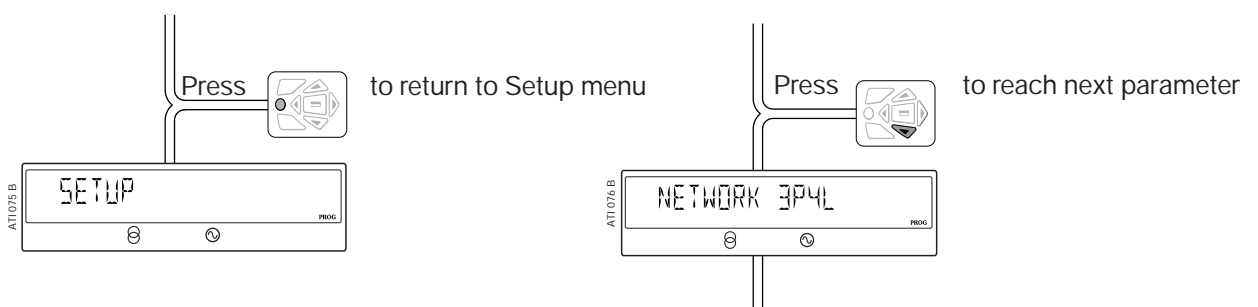 Press to return to Setup menu
ATI 075 B
SETUP
PROG
Press to reach next parameter
ATI 076 B
NETWORK 3P4L
PROG